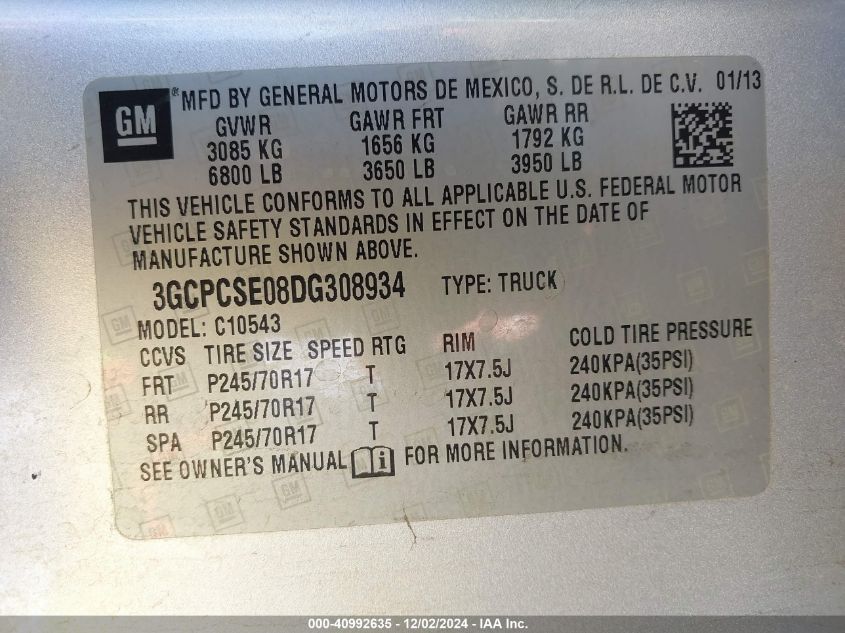 GM ® MFD BY GENERAL MOTORS DE MEXICO, S. DE R.L. DE C.V. 01/13
GVWR GAWR FRT GAWR RR
3085 KG 1656 KG 1792 KG
6800 LB 3650 LB 3950 LB
THIS VEHICLE CONFORMS TO ALL APPLICABLE U.S. FEDERAL MOTOR
VEHICLE SAFETY STANDARDS IN EFFECT ON THE DATE OF
MANUFACTURE SHOWN ABOVE.
3GCPCSE08DG308934 TYPE: TRUCK
MODEL: C10543
CCVS TIRE SIZE SPEED RTG RIM COLD TIRE PRESSURE
FRT P245/70R17 T 17X7.5J 240KPA(35PSI)
RR P245/70R17 T 17X7.5J 240KPA(35PSI)
SPA P245/70R17 T 17X7.5J 240KPA(35PSI)
SEE OWNER'S MANUAL i FOR MORE INFORMATION.
000-40992635 - 12/02/2024 - IAA Inc.